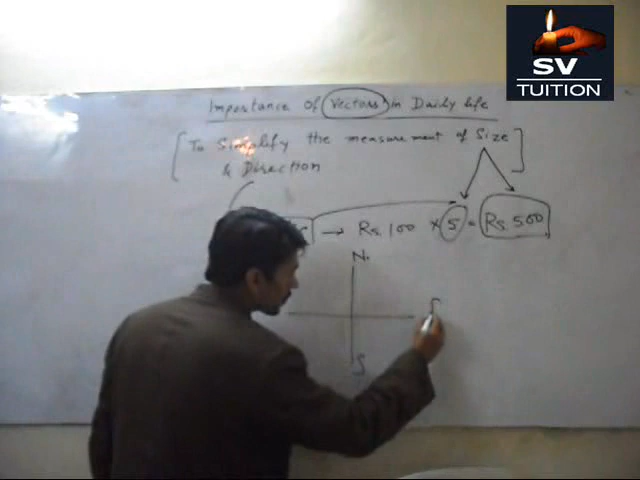 SV
TUITION
Importance of Vectors in Daily life
[To Simplify the measurement of Size
& Direction]
→ Rs. 100 × 5 = Rs. 500
N.
S